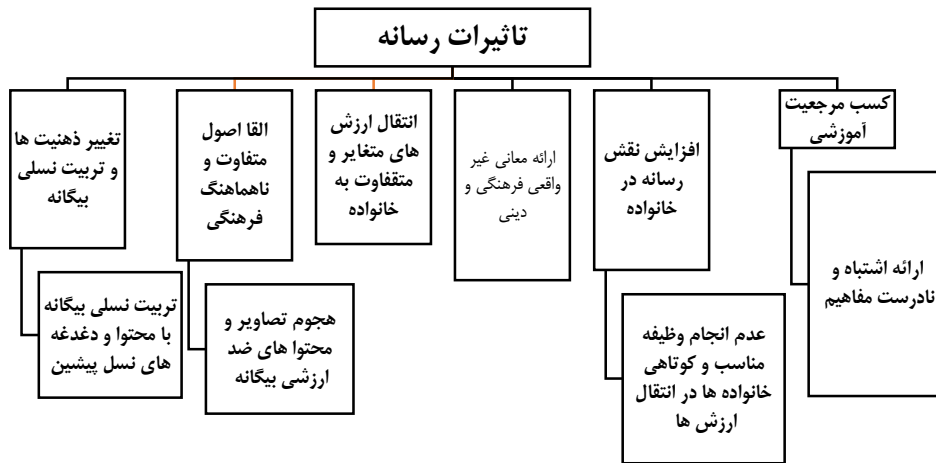 تاثیرات رسانه
کسب مرجعیت
آموزشی
ارائه اشتباه و
نادرست مفاهیم
افزایش نقش
رسانه در
خانواده
عدم انجام وظیفه
مناسب و کوتاهی
خانواده ها در انتقال
ارزش ها
ارائه معانی غیر
واقعی فرهنگی و
دینی
انتقال ارزش
های متغایر و
متقفاوت به
خانواده
القا اصول
متفاوت و
ناهماهنگ
فرهنگی
هجوم تصاویر و
محتوا های ضد
ارزشی بیگانه
تغییر ذهنیت ها
و تربیت نسلی
بیگانه
تربیت نسلی بیگانه
با محتوا و دغدغه
های نسل پیشین